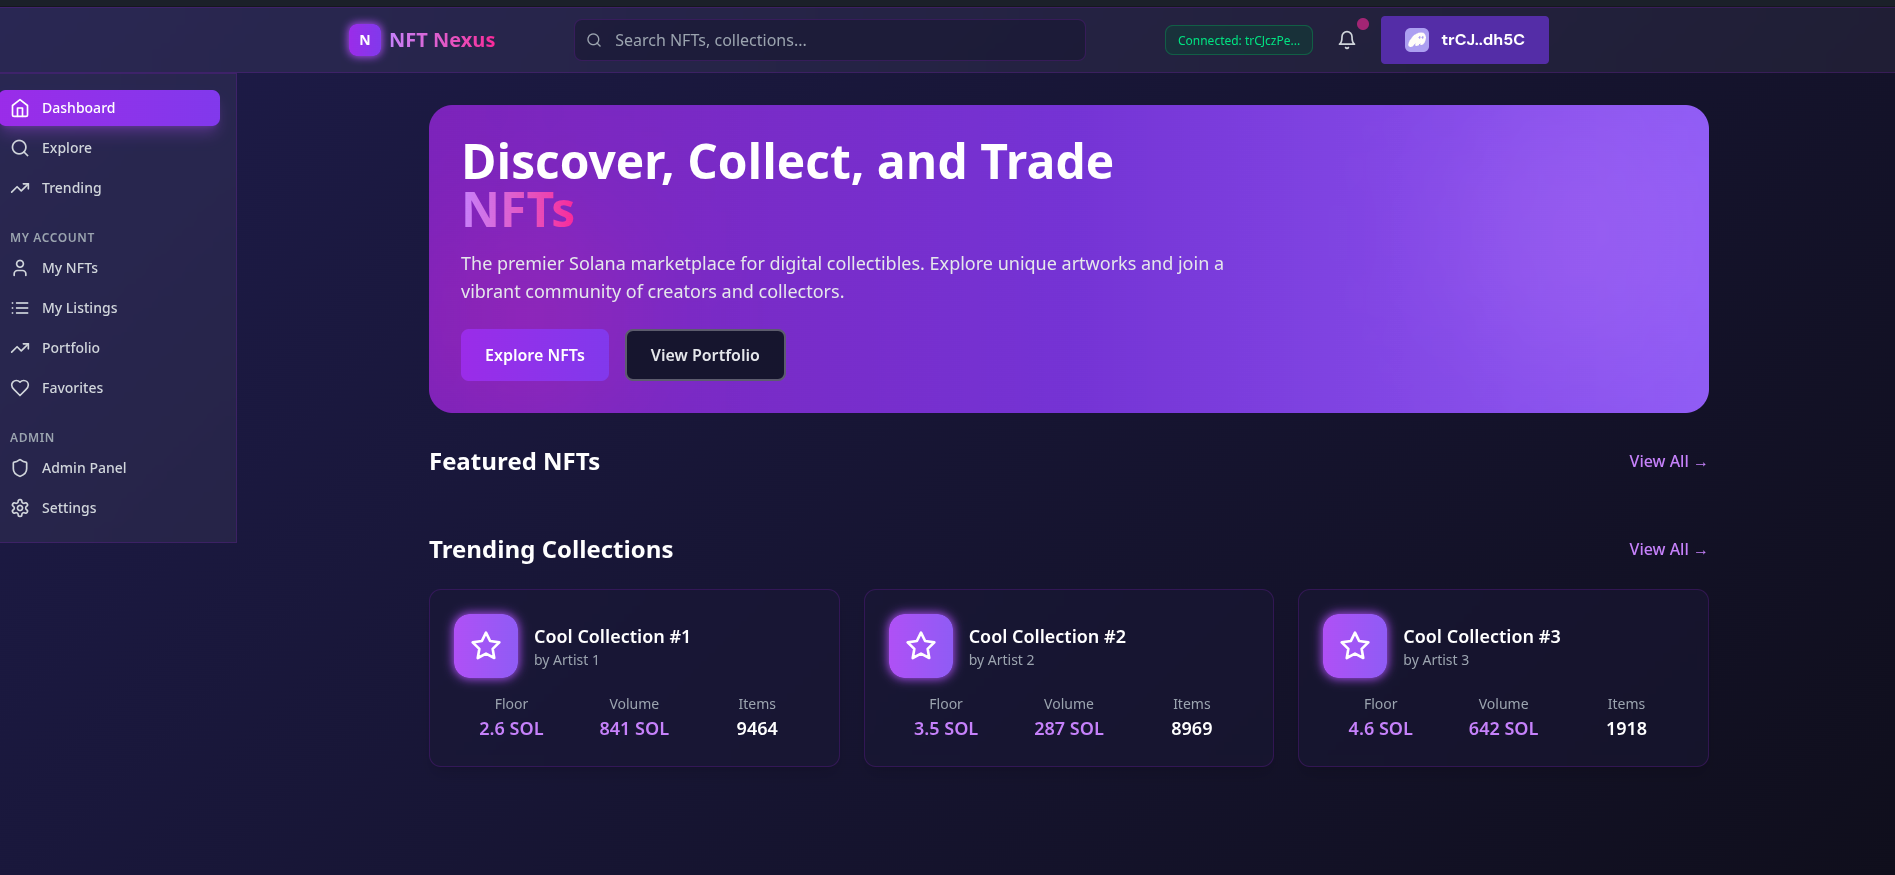 N NFT Nexus
Search NFTs, collections...
Connected: trCJczPe...
trCJ..dh5C
Dashboard
Explore
Trending
MY ACCOUNT
My NFTs
My Listings
Portfolio
Favorites
ADMIN
Admin Panel
Settings
Discover, Collect, and Trade
NFTs
The premier Solana marketplace for digital collectibles. Explore unique artworks and join a
vibrant community of creators and collectors.
Explore NFTs View Portfolio
Featured NFTs View All →
Trending Collections View All →
Cool Collection #1
by Artist 1
Floor Volume Items
2.6 SOL 841 SOL 9464
Cool Collection #2
by Artist 2
Floor Volume Items
3.5 SOL 287 SOL 8969
Cool Collection #3
by Artist 3
Floor Volume Items
4.6 SOL 642 SOL 1918